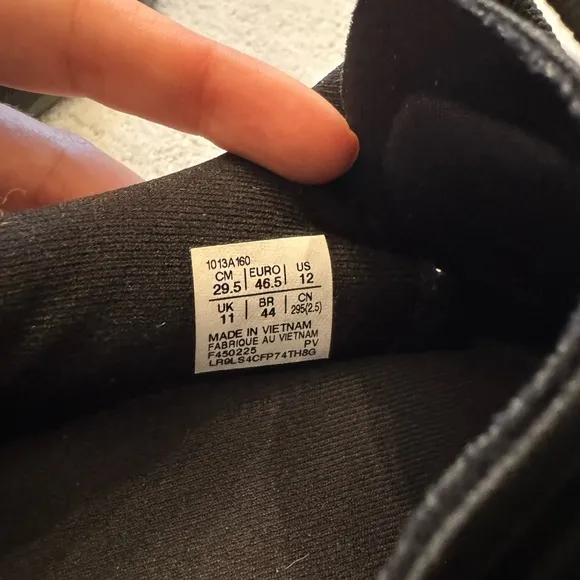 1013A160
CM EURO US
29.5 46.5 12
UK BR CN
11 44 295(2.5)
MADE IN VIETNAM
FABRIQUE AU VIETNAM
F450225 PV
LR9LS4CFP74TH8G